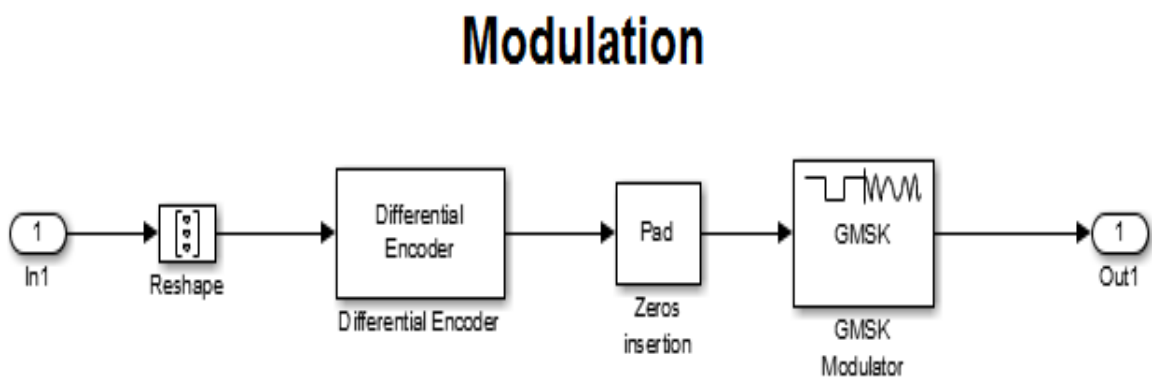 Modulation
1
In1
Reshape
Differential
Encoder
Differential Encoder
Pad
Zeros
insertion
GMSK
GMSK
Modulator
1
Out1